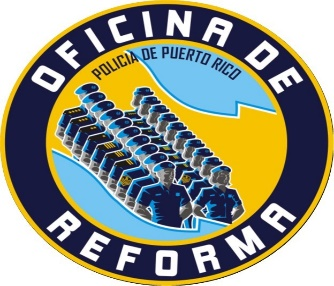 OFICINA DE
POLICIA DE PUERTO RICO
REFORMA